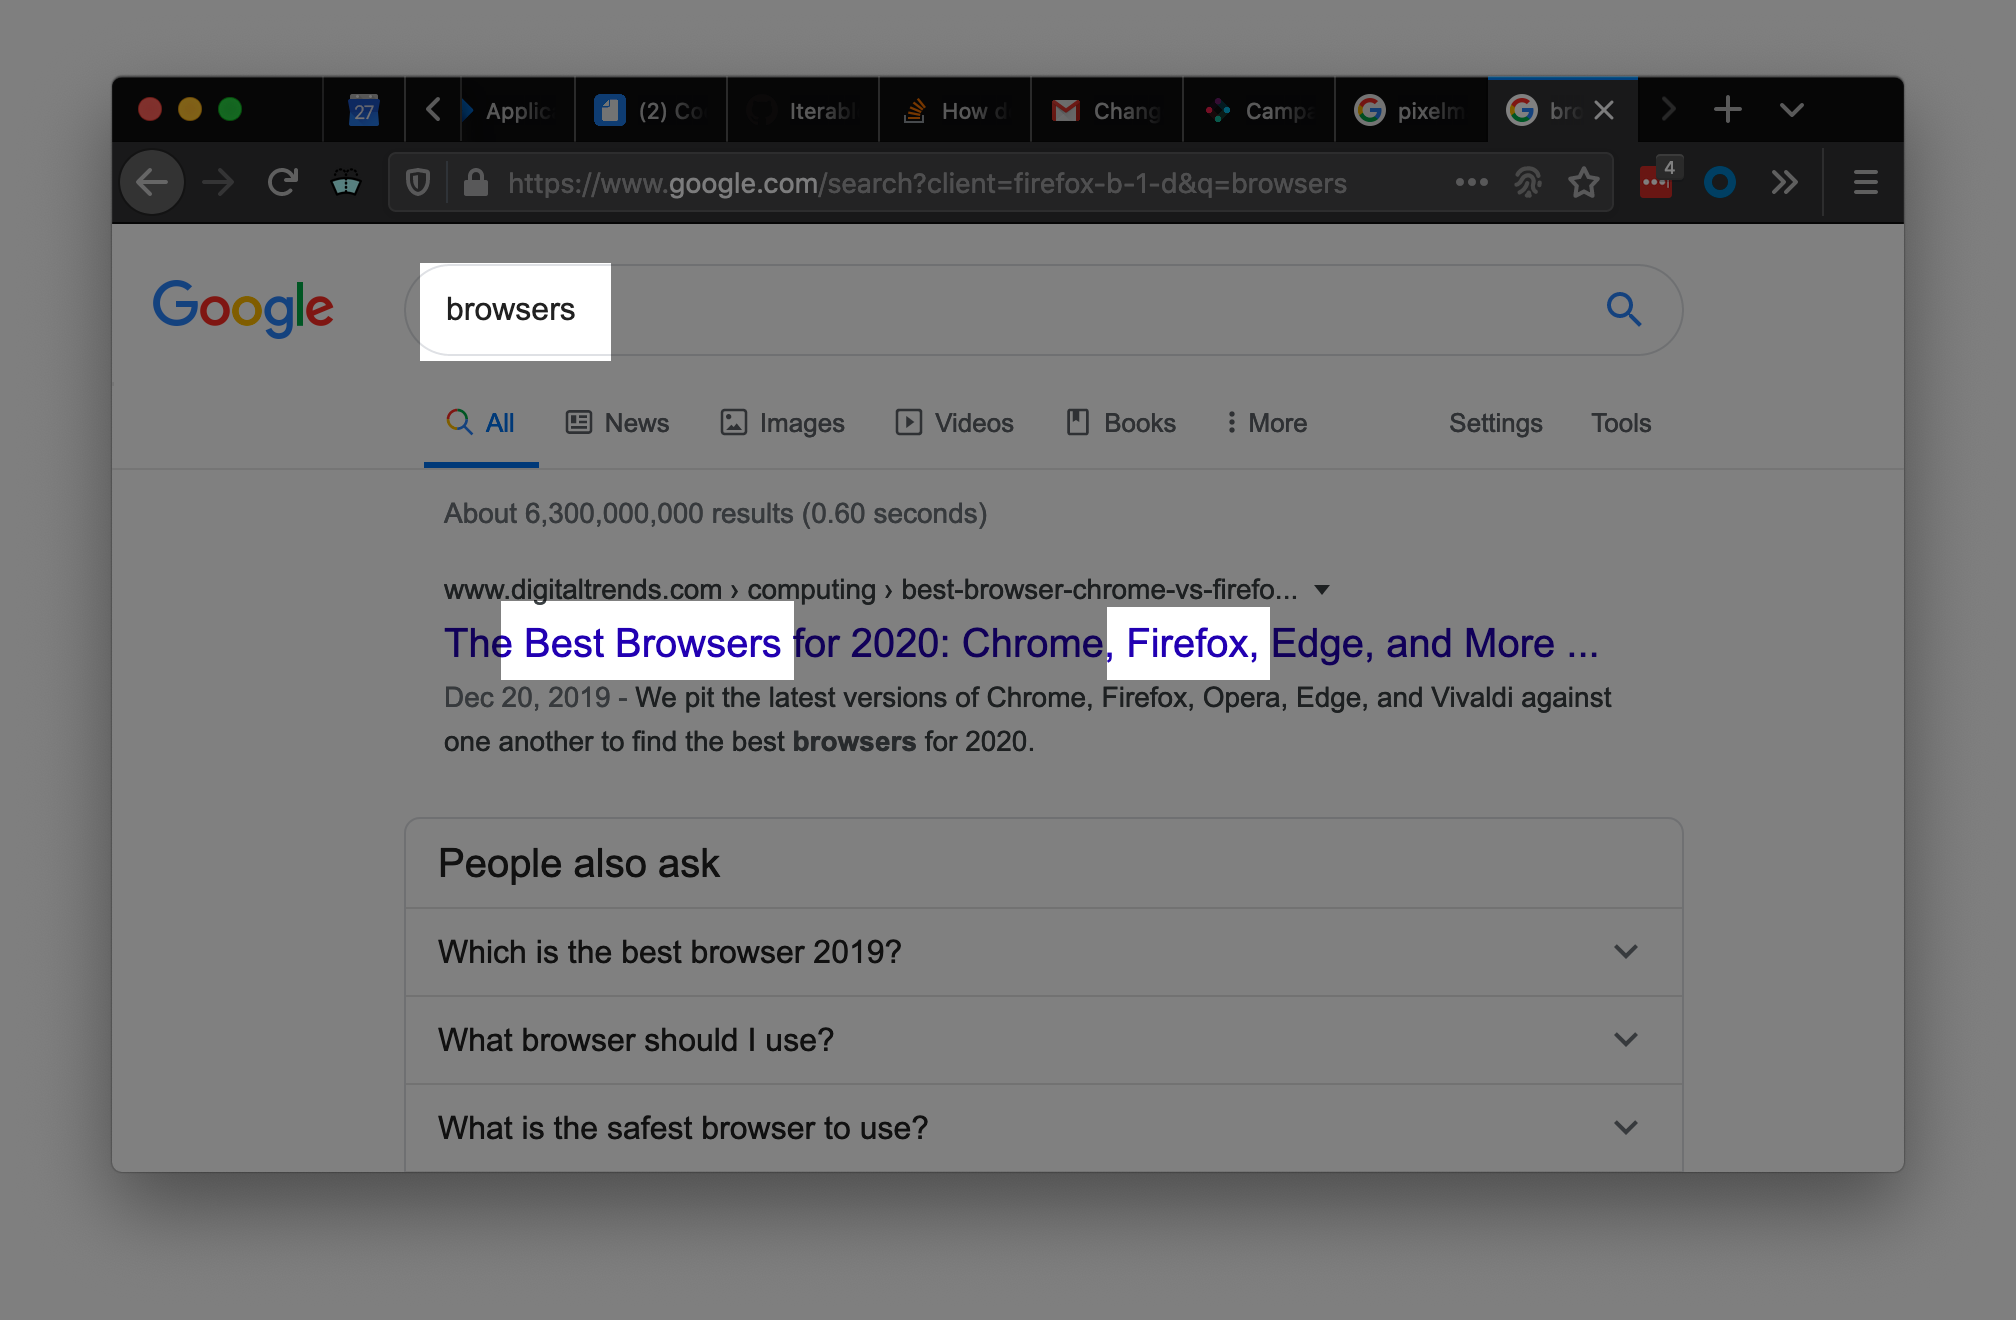 27
Applic
(2) Co
Iterabl
How d
Chang
Campa
pixelm
bro
https://www.google.com/search?client=firefox-b-1-d&q=browsers
4
Google
browsers
All
News
Images
Videos
Books
More
Settings
Tools
About 6,300,000,000 results (0.60 seconds)
www.digitaltrends.com › computing › best-browser-chrome-vs-firefo...
The Best Browsers for 2020: Chrome, Firefox, Edge, and More ...
Dec 20, 2019 - We pit the latest versions of Chrome, Firefox, Opera, Edge, and Vivaldi against
one another to find the best browsers for 2020.
People also ask
Which is the best browser 2019?
What browser should I use?
What is the safest browser to use?